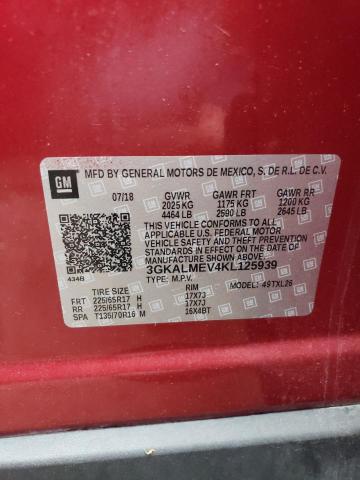 GM
MFD BY GENERAL MOTORS DE MEXICO, S. DE R.L. DE C.V.
07/18 GVWR GAWR FRT GAWR RR
2025 KG 1175 KG 1200 KG
4464 LB 2590 LB 2645 LB
THIS VEHICLE CONFORMS TO ALL
APPLICABLE U.S. FEDERAL MOTOR
VEHICLE SAFETY AND THEFT
PREVENTION STANDARDS IN
EFFECT ON THE DATE OF
MANUFACTURE SHOWN ABOVE.
3GKALMEV4KL125939
434B TYPE: M.P.V. MODEL: 49TXL26
TIRE SIZE RIM
FRT 225/65R17 H 17X7J
RR 225/65R17 H 17X7J
SPA T135/70R16 M 16X4BT